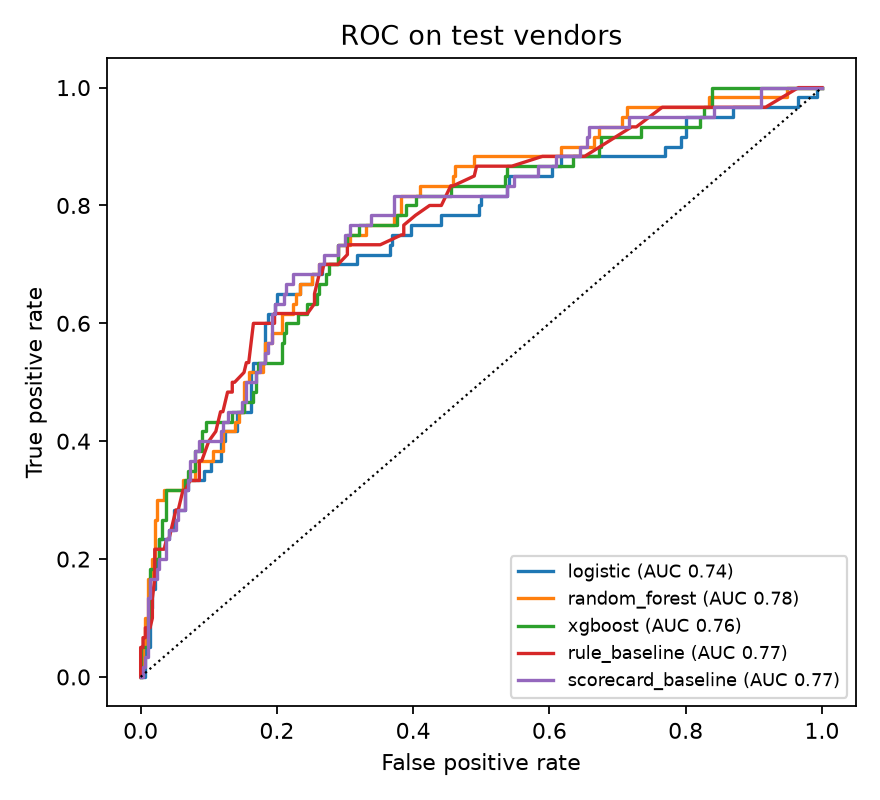 ROC on test vendors
True positive rate
1.0
0.8
0.6
0.4
0.2
0.0
logistic (AUC 0.74)
random_forest (AUC 0.78)
xgboost (AUC 0.76)
rule_baseline (AUC 0.77)
scorecard_baseline (AUC 0.77)
0.0 0.2 0.4 0.6 0.8 1.0
False positive rate